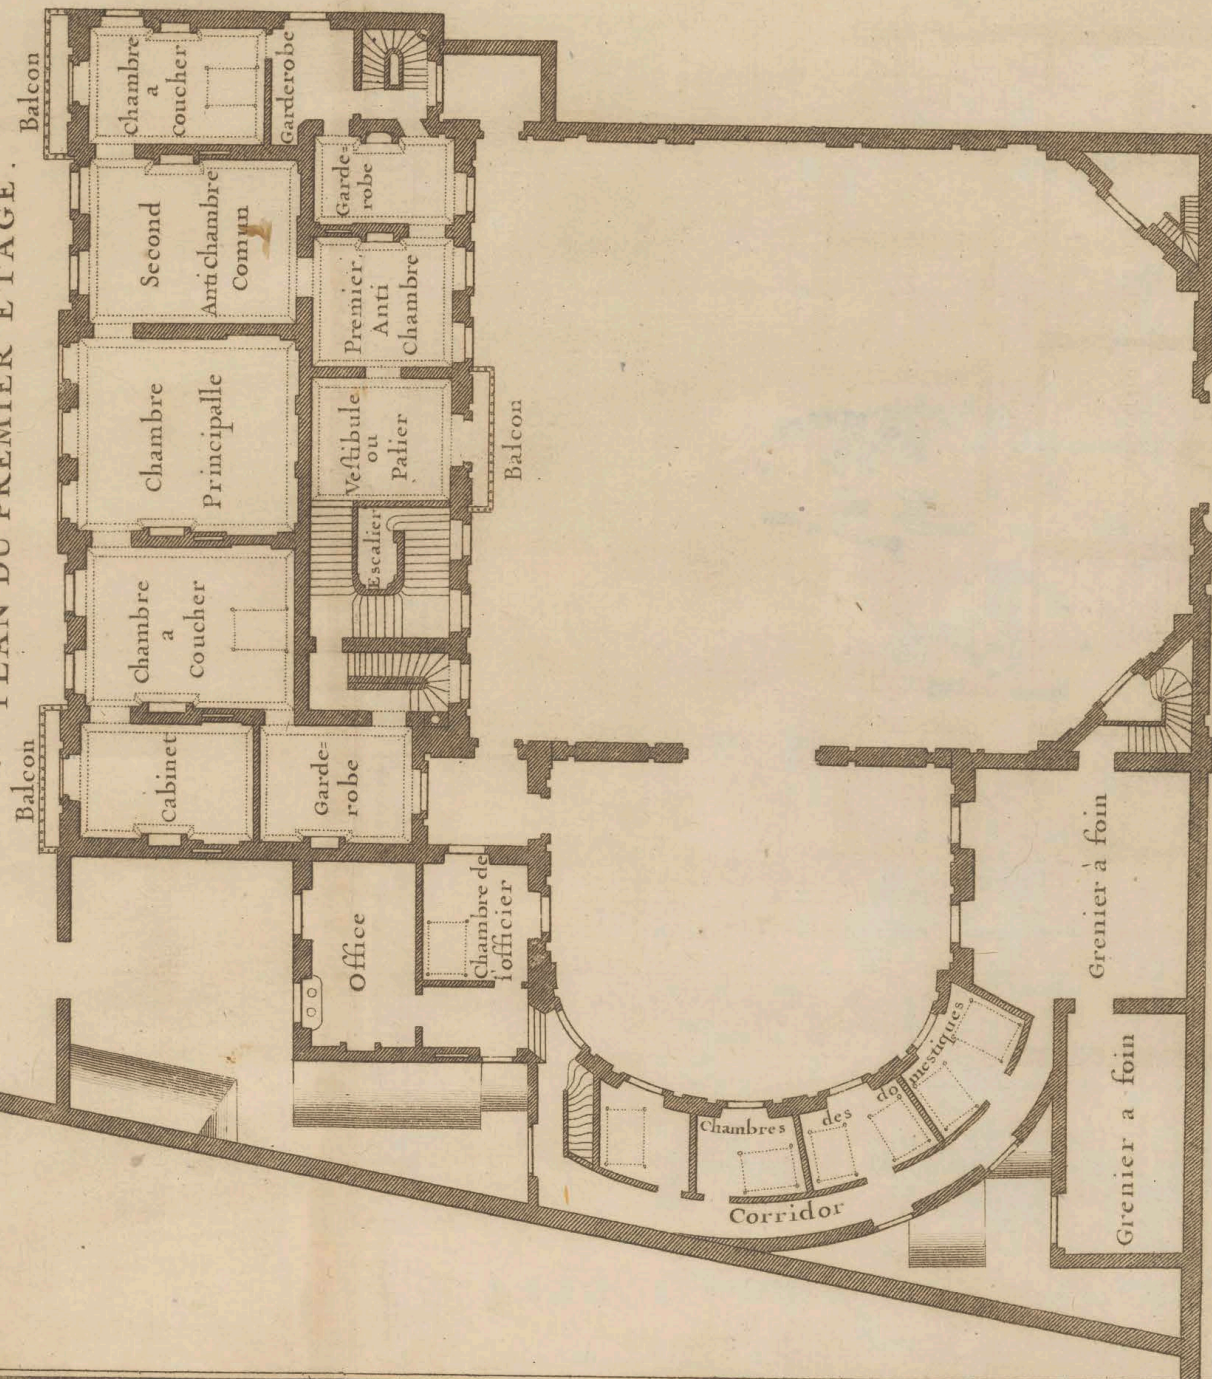 PLAN DU PREMIER ETAGE.
Balcon
Chambre
a
Coucher
Garderobe
Garde=
robe
Second
Antichambre
Comun
Premier
Anti
Chambre
Chambre
Principalle
Veſtibule
ou
Palier
Balcon
Escalier
Chambre
a
Coucher
Balcon
Cabinet
Garde=
robe
Office
Chambre de
l'officier
Grenier à foin
Chambres des domestiques
Corridor
Grenier a foin